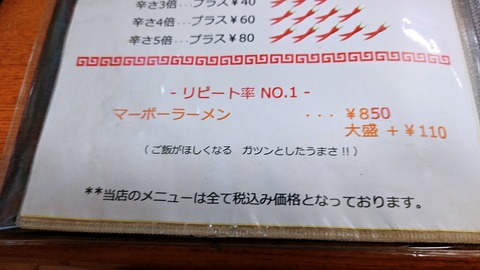 辛さ3倍...プラス￥40
辛さ4倍...プラス￥60
辛さ5倍...プラス￥80
- リピート率 NO.1 -
マーボーラーメン ... ￥850
大盛 +￥110
( ご飯がほしくなる ガツンとしたうまさ !! )
**当店のメニューは全て税込み価格となっております。